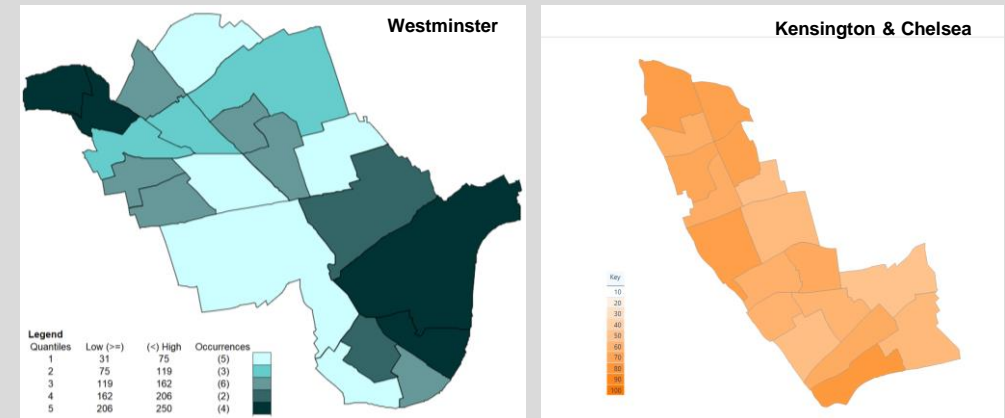 Westminster
Legend
Quantiles Low (>=) (<) High Occurrences
1 31 75 (5)
2 75 119 (3)
3 119 162 (6)
4 162 206 (2)
5 206 250 (4)
Kensington & Chelsea
Key
10
20
30
40
50
60
70
80
90
100